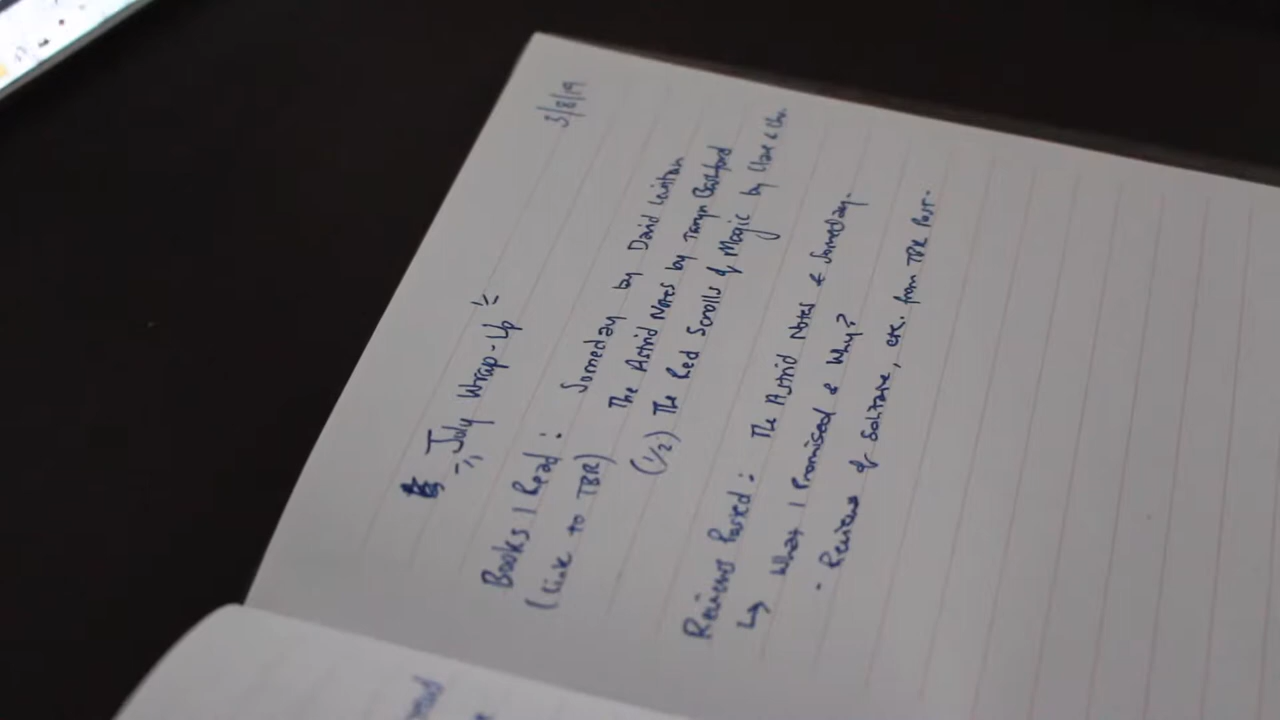 3/8/19
July Wrap-Up
Books I Read: Someday by David Levithan
(Link to TBR) The Astrid Notes by Taryn Bashford
(1/2) The Red Scrolls of Magic by Clare & Chu.
Reviews Posted: The Astrid Notes & Someday.
↳ What I Promised & Why?
- Reviews of Solitaire, etc. from TBR Post.